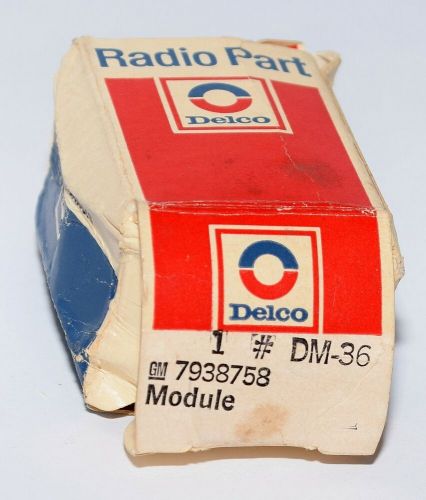 Radio Part
Delco
Delco
1 # DM-36
GM 7938758
Module